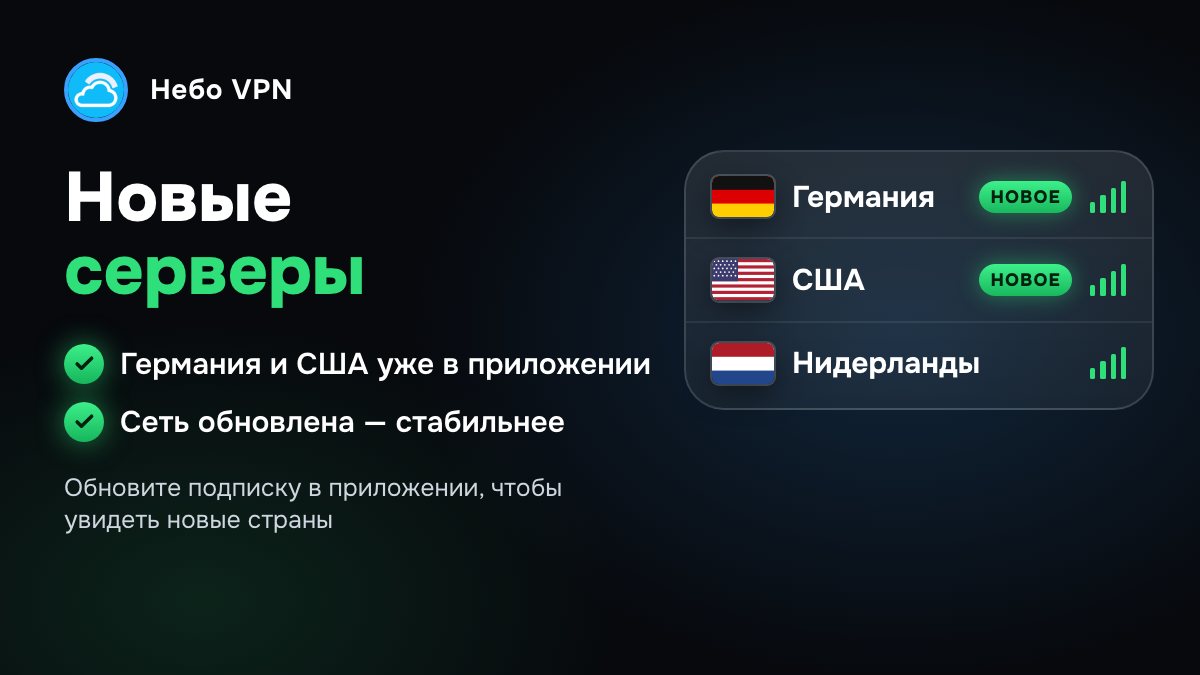 Небо VPN
Новые
серверы
Германия и США уже в приложении
Сеть обновлена — стабильнее
Обновите подписку в приложении, чтобы
увидеть новые страны
Германия НОВОЕ
США НОВОЕ
Нидерланды